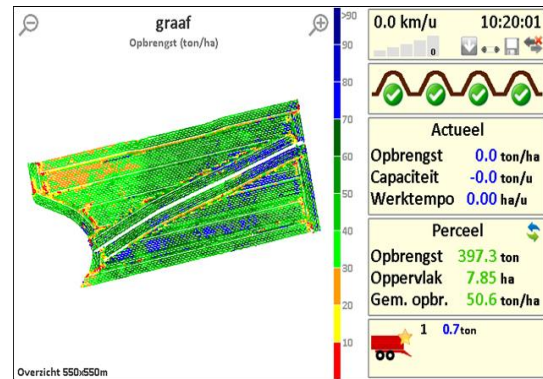 graaf
Opbrengst (ton/ha)
>90
90
80
70
60
50
40
30
20
10
Overzicht 550x550m
0.0 km/u 10:20:01
0
Actueel
Opbrengst 0.0 ton/ha
Capaciteit -0.0 ton/u
Werktempo 0.00 ha/u
Perceel
Opbrengst 397.3 ton
Oppervlak 7.85 ha
Gem. opbr. 50.6 ton/ha
1 0.7 ton